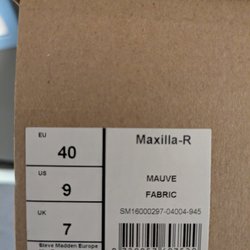 EU
40
US
9
UK
7
Steve Madden Europe
Maxilla-R
MAUVE
FABRIC
SM16000297-04004-945